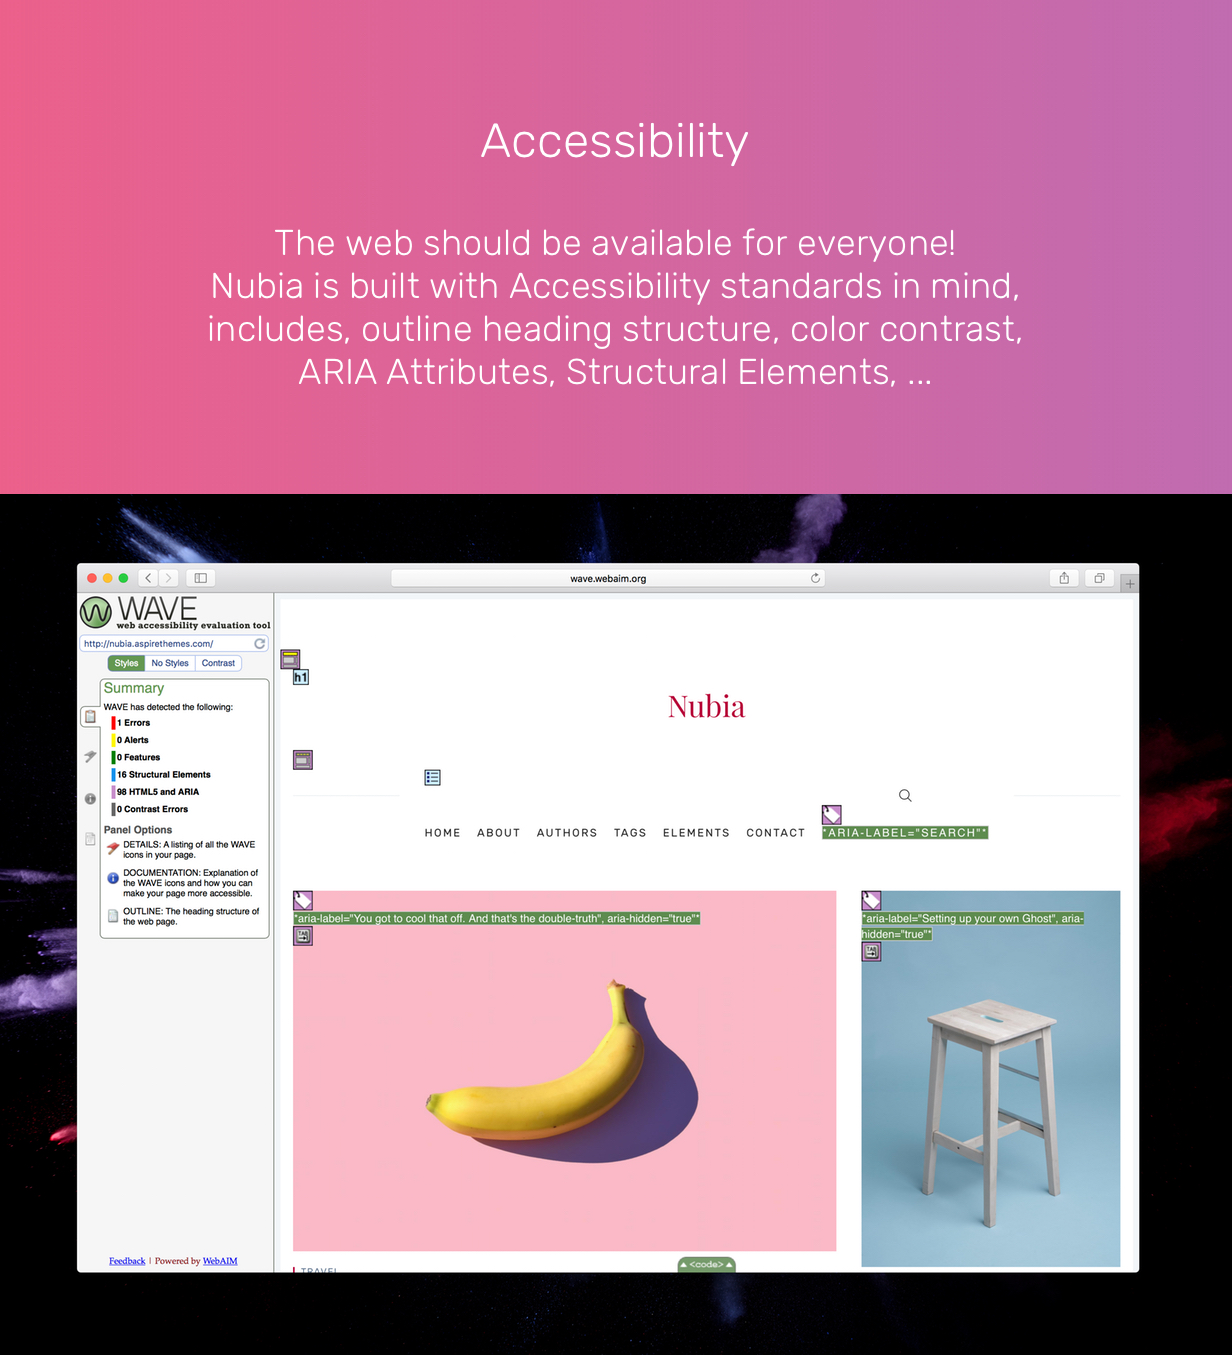 Accessibility
The web should be available for everyone!
Nubia is built with Accessibility standards in mind,
includes, outline heading structure, color contrast,
ARIA Attributes, Structural Elements, ...
wave.webaim.org
WAVE
web accessibility evaluation tool
http://nubia.aspirethemes.com/
Styles No Styles Contrast
Summary
WAVE has detected the following:
1 Errors
0 Alerts
0 Features
16 Structural Elements
98 HTML5 and ARIA
0 Contrast Errors
Panel Options
DETAILS: A listing of all the WAVE
icons in your page.
DOCUMENTATION: Explanation of
the WAVE icons and how you can
make your page more accessible.
OUTLINE: The heading structure of
the web page.
Feedback | Powered by WebAIM
h1
Nubia
HOME ABOUT AUTHORS TAGS ELEMENTS CONTACT *ARIA-LABEL="SEARCH"*
*aria-label="You got to cool that off. And that's the double-truth", aria-hidden="true"*
TAB
*aria-label="Setting up your own Ghost", aria-
hidden="true"*
TAB
TRAVEL
<code>